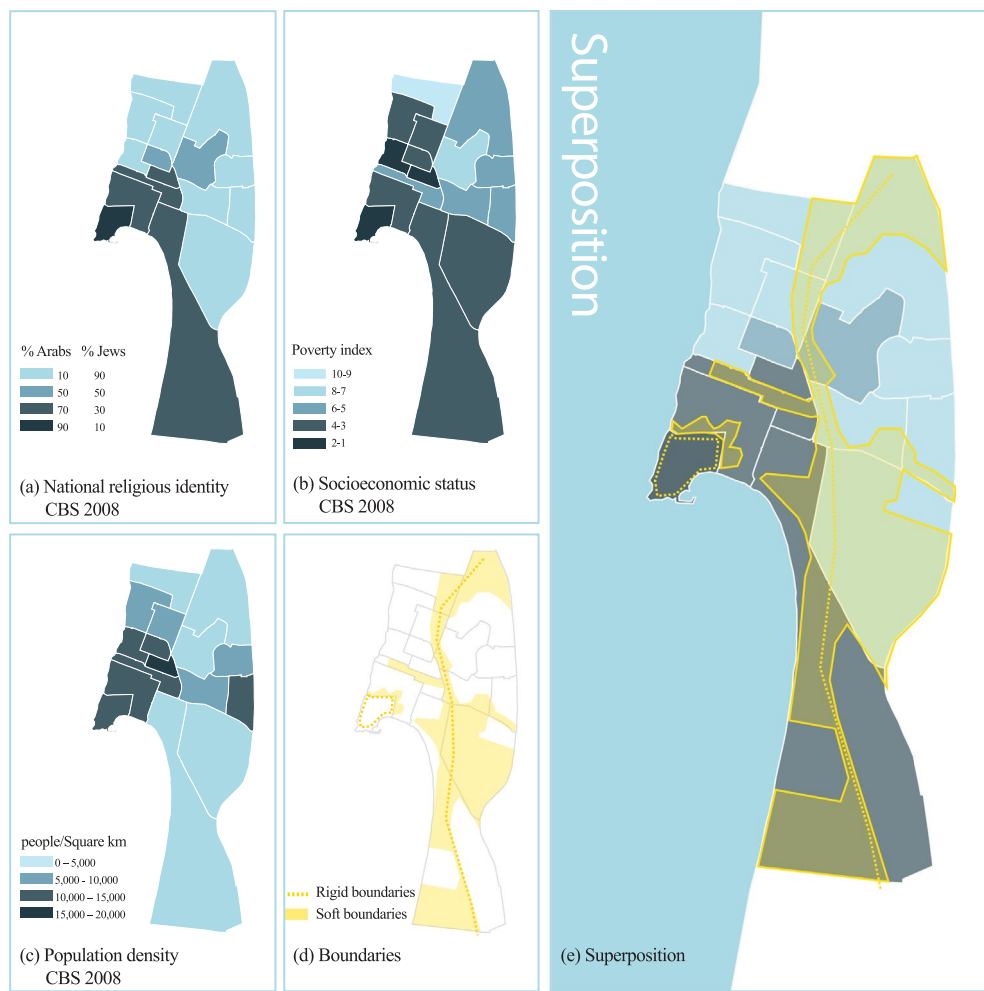 % Arabs % Jews
10 90
50 50
70 30
90 10
(a) National religious identity
CBS 2008
Poverty index
10-9
8-7
6-5
4-3
2-1
(b) Socioeconomic status
CBS 2008
people/Square km
0 – 5,000
5,000 - 10,000
10,000 – 15,000
15,000 – 20,000
(c) Population density
CBS 2008
Rigid boundaries
Soft boundaries
(d) Boundaries
Superposition
(e) Superposition